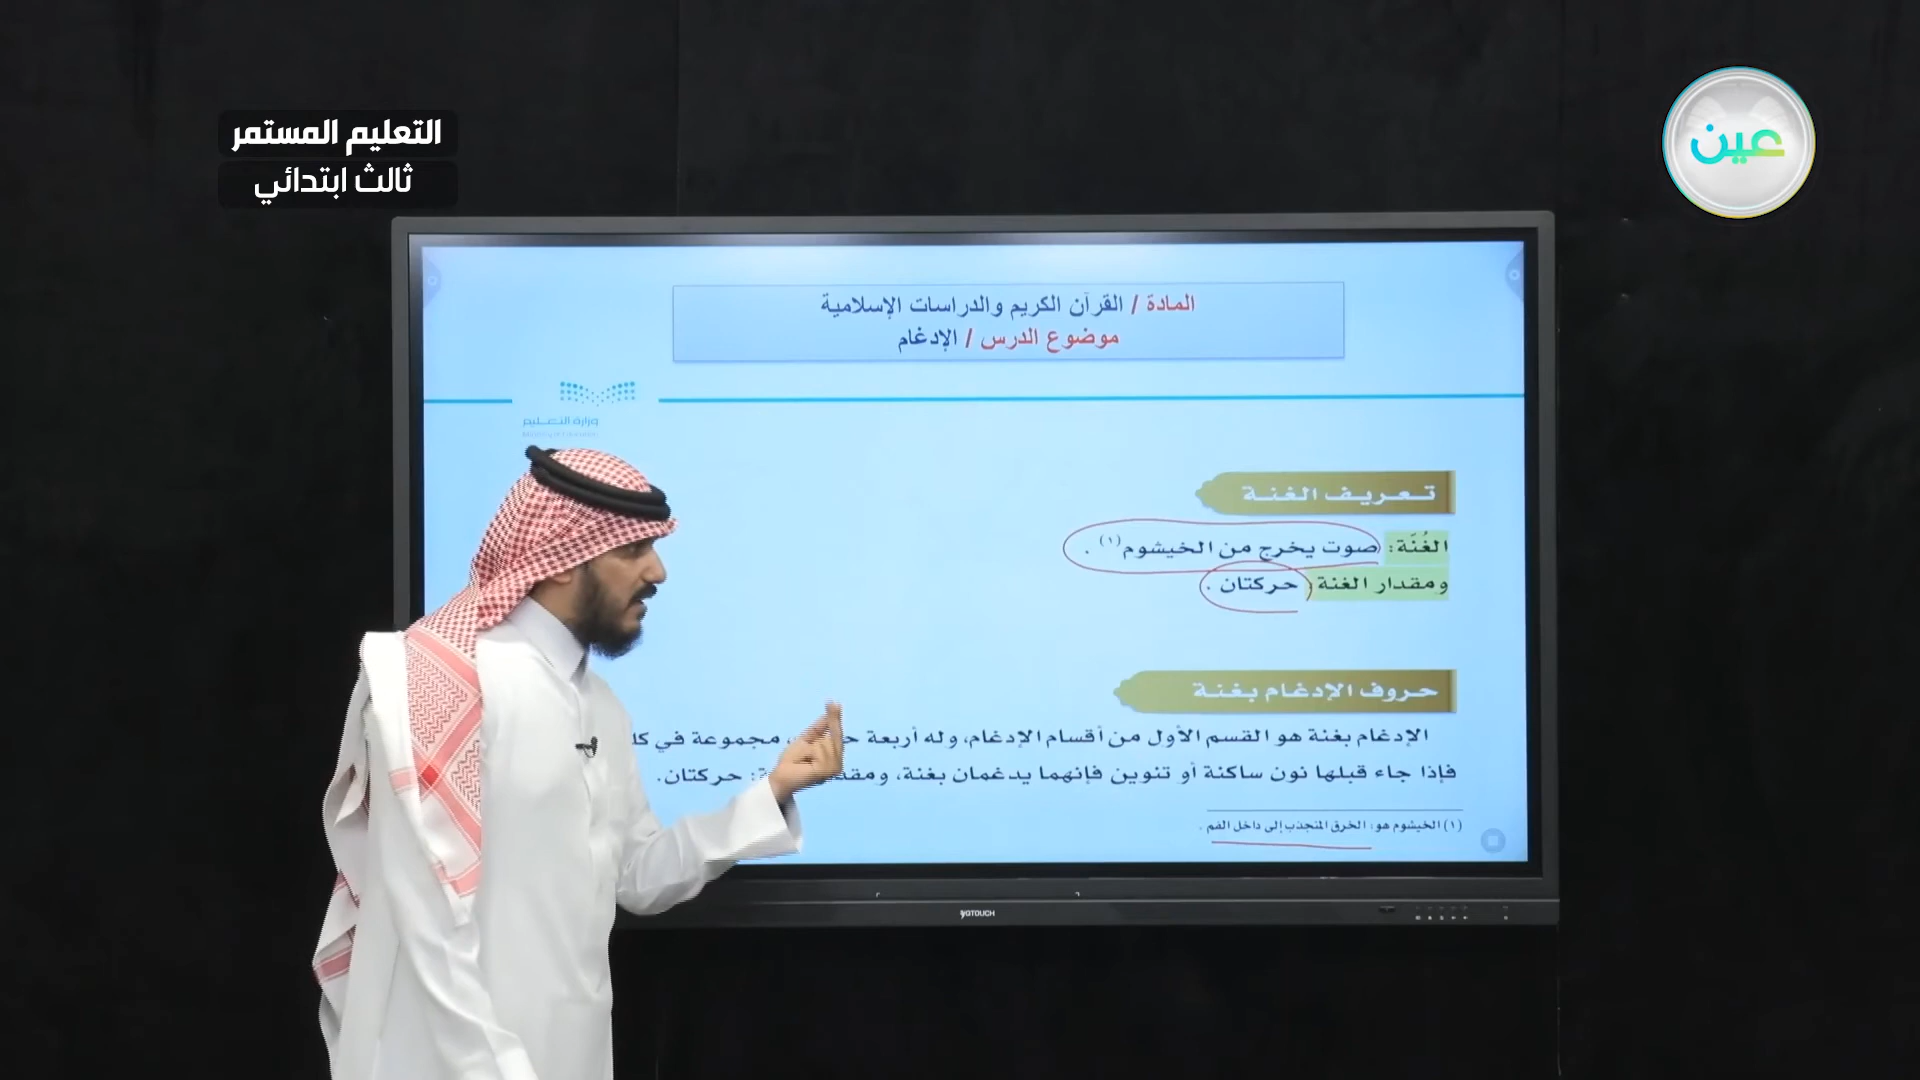 التعليم المستمر
ثالث ابتدائي
عين
المادة / القرآن الكريم والدراسات الإسلامية
موضوع الدرس / الإدغام
وزارة التعليم
تعريف الغنة
الغُنّة: صوت يخرج من الخيشوم(١) .
ومقدار الغنة: حركتان .
حروف الإدغام بغنة
الإدغام بغنة هو القسم الأول من أقسام الإدغام، وله أربعة مجموعة في
فإذا جاء قبلها نون ساكنة أو تنوين فإنهما يدغمان بغنة، حركتان.
(١) الخيشوم هو: الخرق المنجذب إلى داخل الفم .